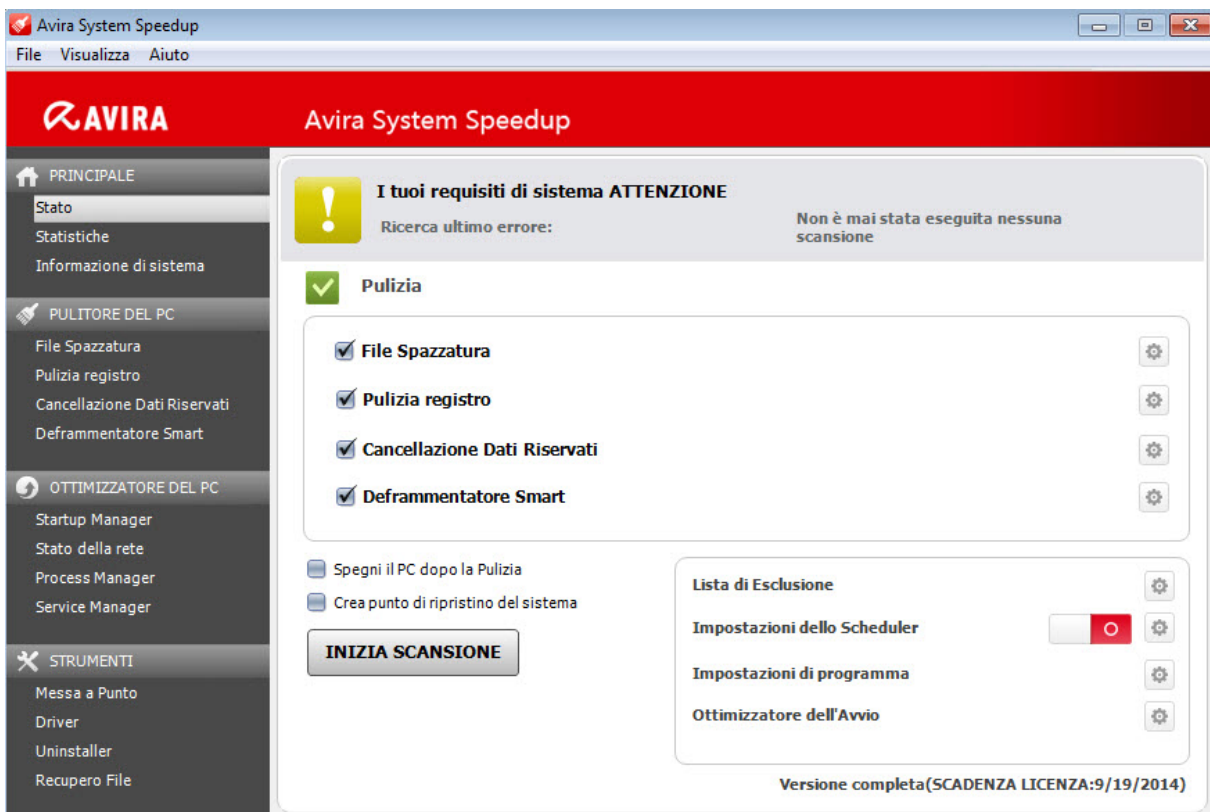 Avira System Speedup
File Visualizza Aiuto
AVIRA
Avira System Speedup
PRINCIPALE
Stato
Statistiche
Informazione di sistema
PULITORE DEL PC
File Spazzatura
Pulizia registro
Cancellazione Dati Riservati
Deframmentatore Smart
OTTIMIZZATORE DEL PC
Startup Manager
Stato della rete
Process Manager
Service Manager
STRUMENTI
Messa a Punto
Driver
Uninstaller
Recupero File
I tuoi requisiti di sistema ATTENZIONE
Ricerca ultimo errore:
Non è mai stata eseguita nessuna
scansione
Pulizia
File Spazzatura
Pulizia registro
Cancellazione Dati Riservati
Deframmentatore Smart
Spegni il PC dopo la Pulizia
Crea punto di ripristino del sistema
INIZIA SCANSIONE
Lista di Esclusione
Impostazioni dello Scheduler
Impostazioni di programma
Ottimizzatore dell'Avvio
Versione completa(SCADENZA LICENZA:9/19/2014)